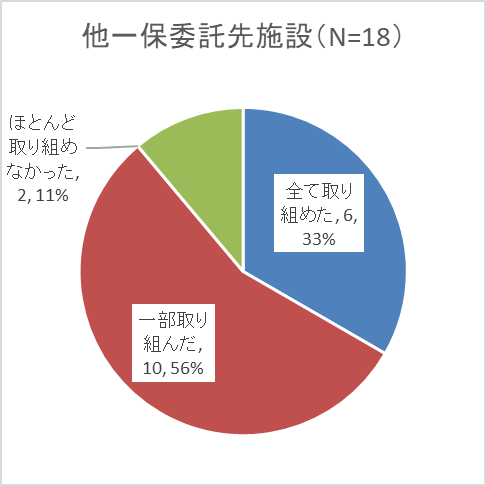 他一保委託先施設（N=18）
ほとんど
取り組め
なかった,
2, 11%
全て取り
組めた, 6,
33%
一部取り
組んだ,
10, 56%